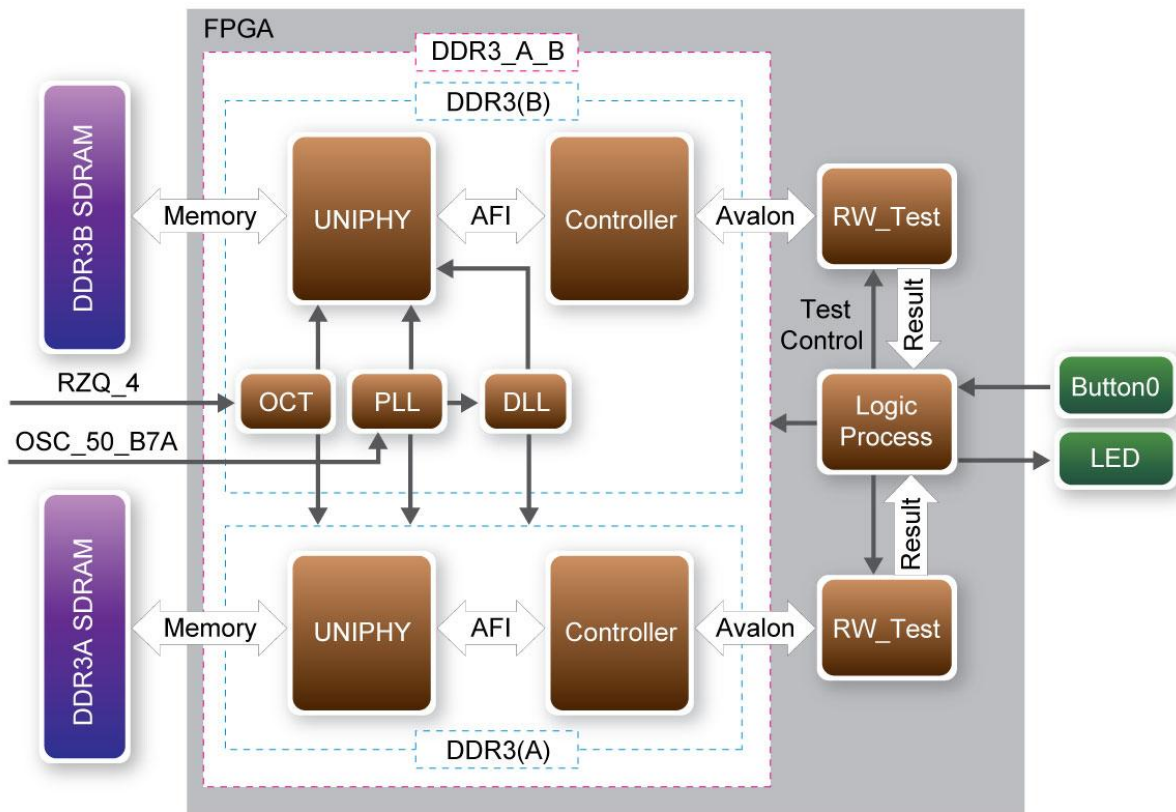 FPGA
DDR3_A_B
DDR3(B)
DDR3B SDRAM
Memory
UNIPHY
AFI
Controller
Avalon
RW_Test
Test
Control
Result
RZQ_4
OCT
PLL
DLL
Logic
Process
Button0
OSC_50_B7A
LED
DDR3A SDRAM
Memory
UNIPHY
AFI
Controller
Avalon
RW_Test
Result
DDR3(A)